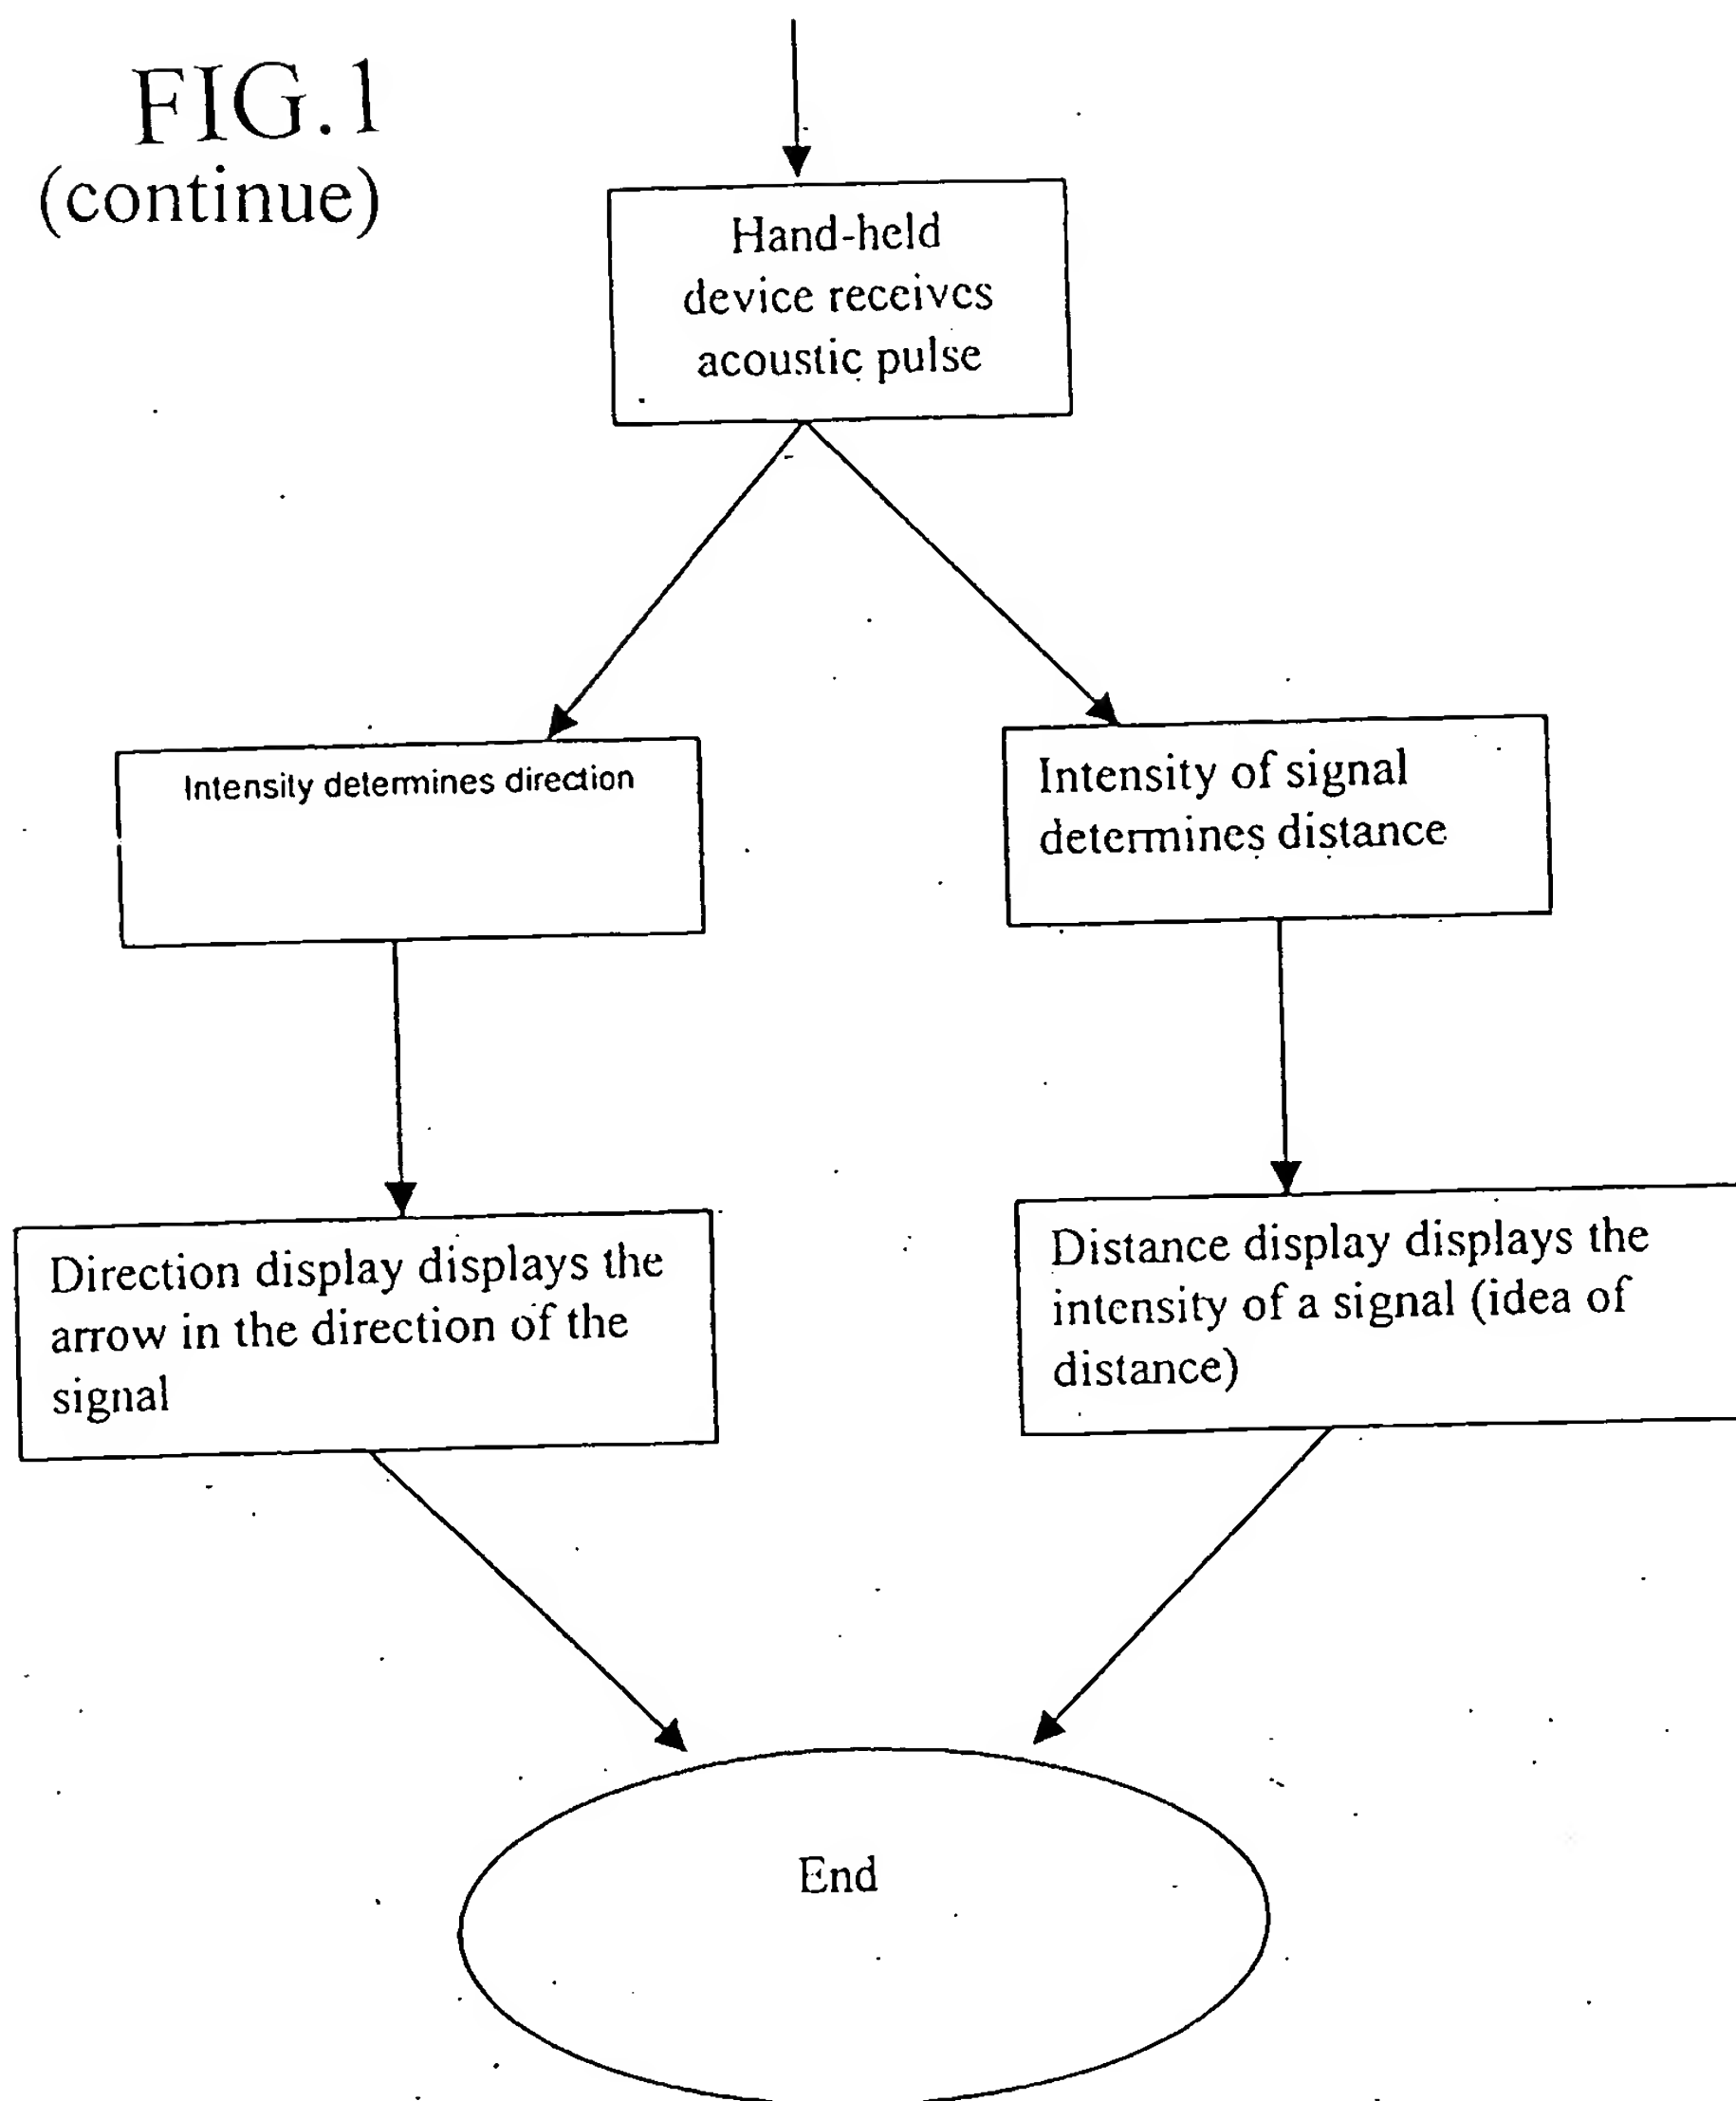 FIG.1
(continue)
Hand-held
device receives
acoustic pulse
Intensity determines direction
Intensity of signal
determines distance
Direction display displays the
arrow in the direction of the
signal
Distance display displays the
intensity of a signal (idea of
distance)
End